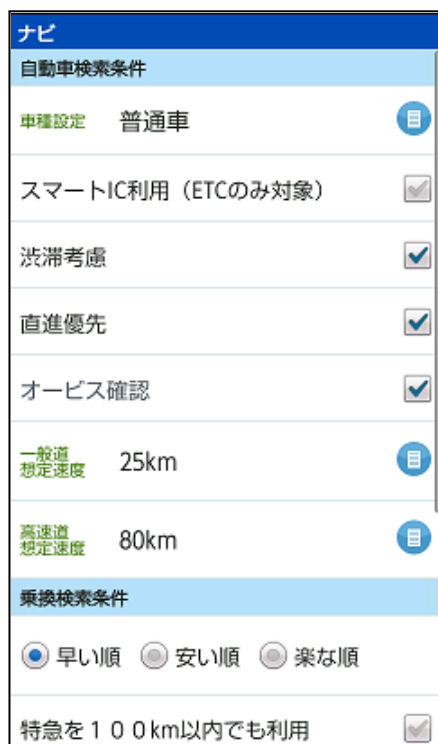 ナビ
自動車検索条件
車種設定 普通車
スマートIC利用（ETCのみ対象）
渋滞考慮
直進優先
オービス確認
一般道
想定速度 25km
高速道
想定速度 80km
乗換検索条件
早い順 安い順 楽な順
特急を１００km以内でも利用